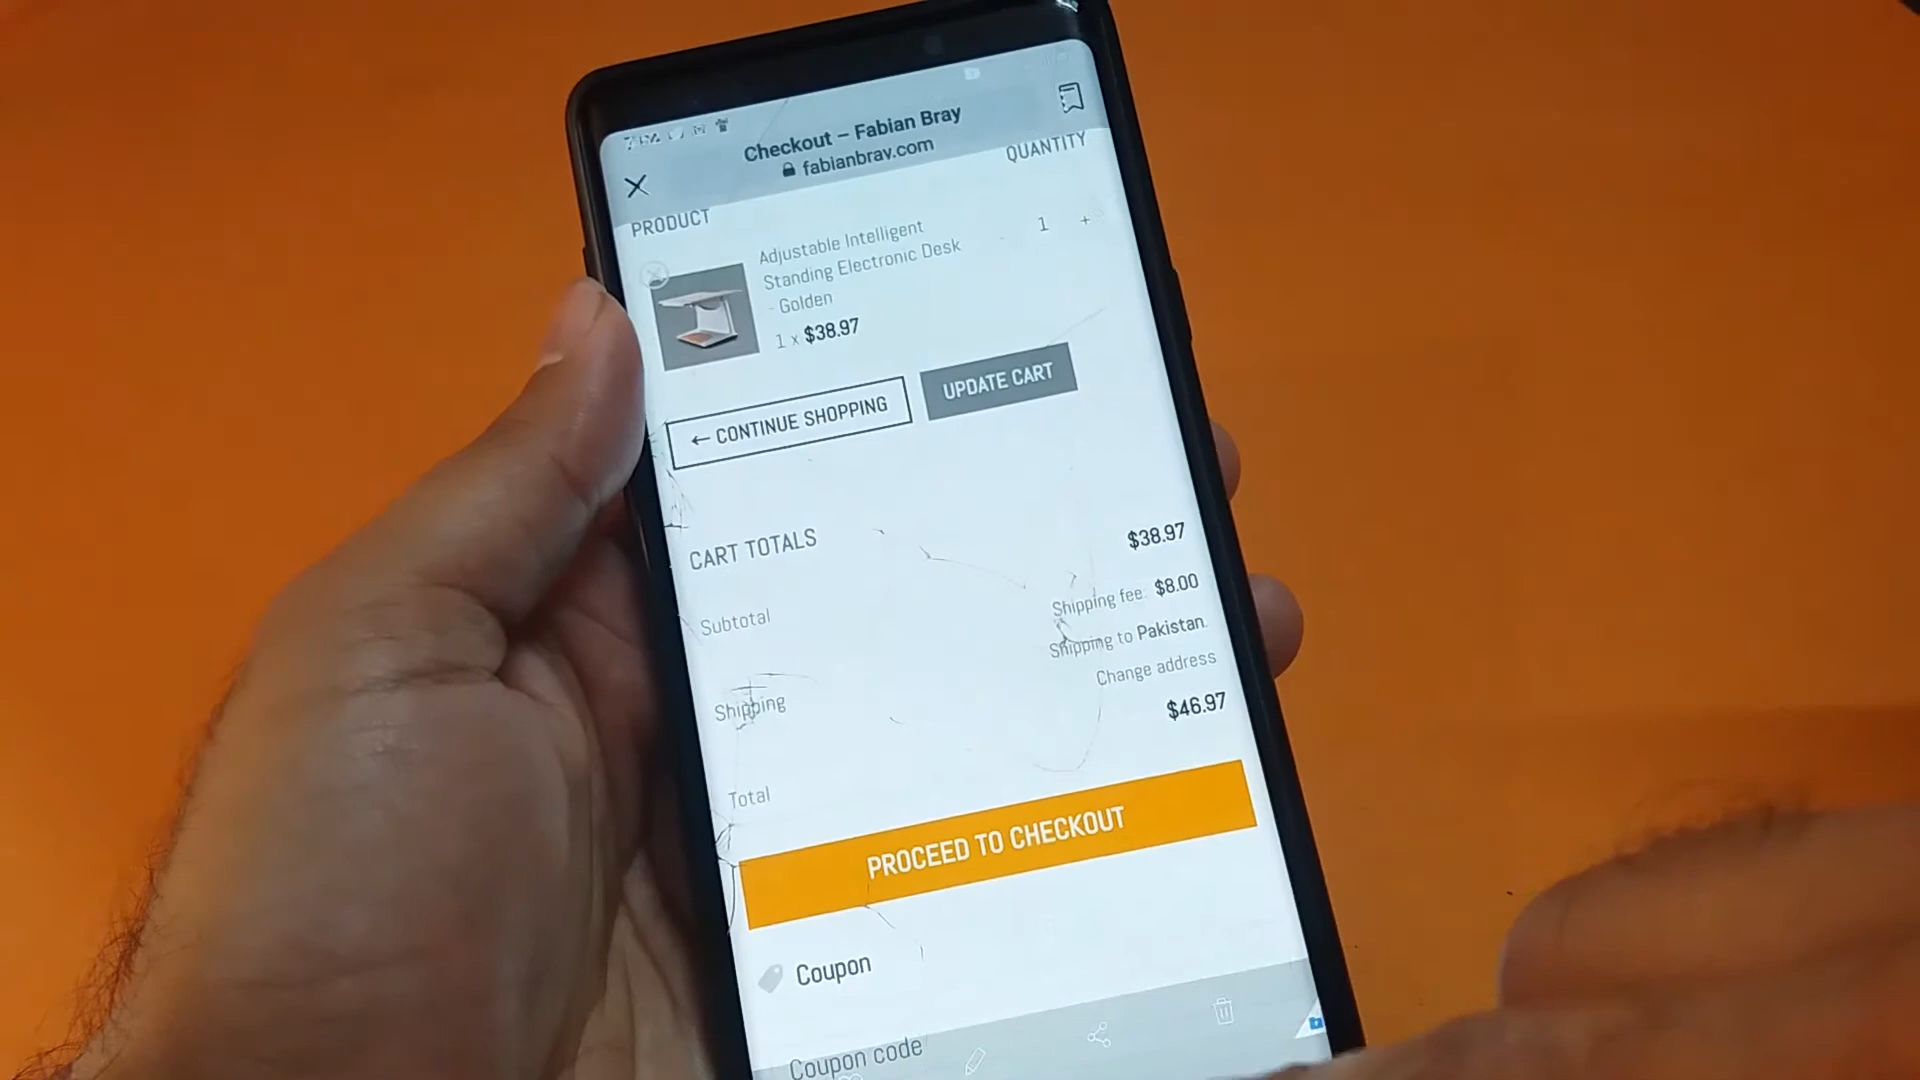 Checkout – Fabian Bray
fabianbray.com
PRODUCT
QUANTITY
Adjustable Intelligent
Standing Electronic Desk
- Golden
1 x $38.97
1 +
← CONTINUE SHOPPING
UPDATE CART
CART TOTALS
Subtotal
$38.97
Shipping
Shipping fee: $8.00
Shipping to Pakistan.
Change address
Total
$46.97
PROCEED TO CHECKOUT
Coupon
Coupon code